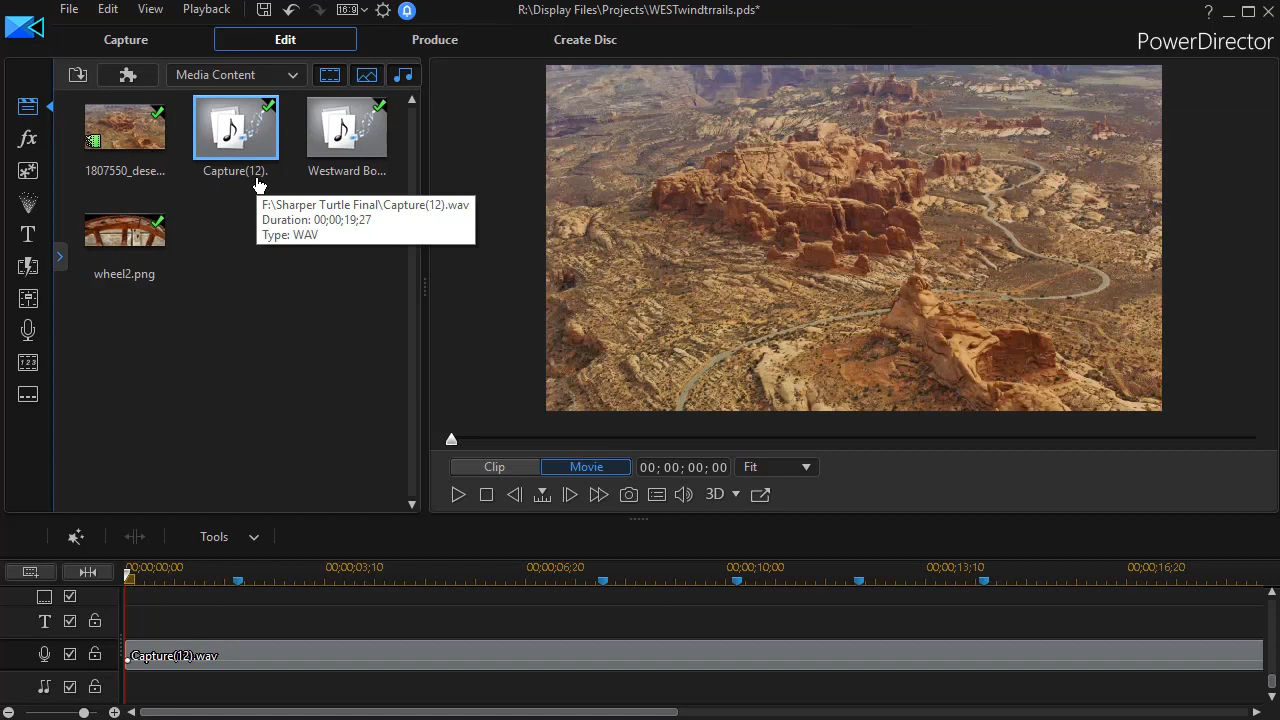 File Edit View Playback 16:9 R:\Display Files\Projects\WESTwindtrails.pds* ?
Capture Edit Produce Create Disc PowerDirector
Media Content
1807550_dese... Capture(12). Westward Bo...
F:\Sharper Turtle Final\Capture(12).wav
Duration: 00;00;19;27
Type: WAV
wheel2.png
fx
T
123
Clip Movie 00; 00; 00; 00 Fit
3D
Tools
00;00;00;00 00;00;03;10 00;00;06;20 00;00;10;00 00;00;13;10 00;00;16;20
T
Capture(12).wav